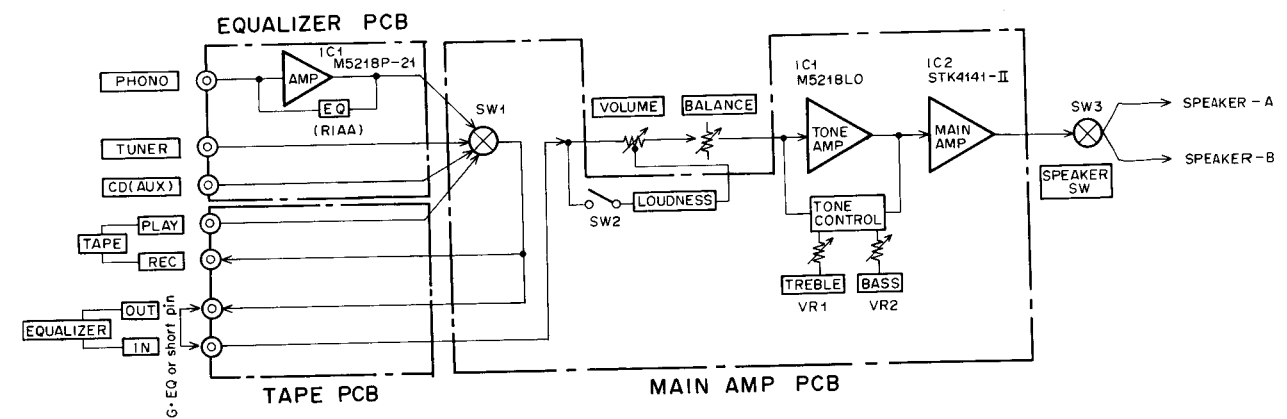 EQUALIZER PCB
IC1
M5218P-21
PHONO
AMP
EQ
(RIAA)
TUNER
CD(AUX)
SW1
PLAY
TAPE
REC
OUT
EQUALIZER
IN
G·EQ or short pin
TAPE PCB
VOLUME
BALANCE
SW2
LOUDNESS
IC1
M5218LO
TONE
AMP
TONE
CONTROL
TREBLE
VR1
BASS
VR2
IC2
STK4141-II
MAIN
AMP
SW3
SPEAKER
SW
SPEAKER-A
SPEAKER-B
MAIN AMP PCB